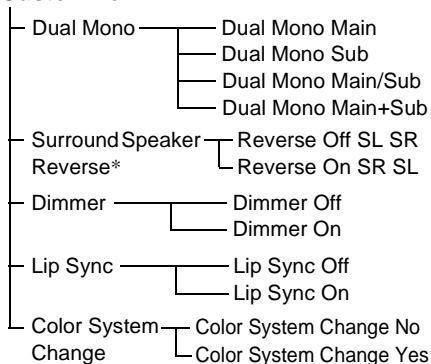 Dual Mono Dual Mono Main
Dual Mono Sub
Dual Mono Main/Sub
Dual Mono Main+Sub
Surround Speaker Reverse Off SL SR
Reverse* Reverse On SR SL
Dimmer Dimmer Off
Dimmer On
Lip Sync Lip Sync Off
Lip Sync On
Color System Color System Change No
Change Color System Change Yes